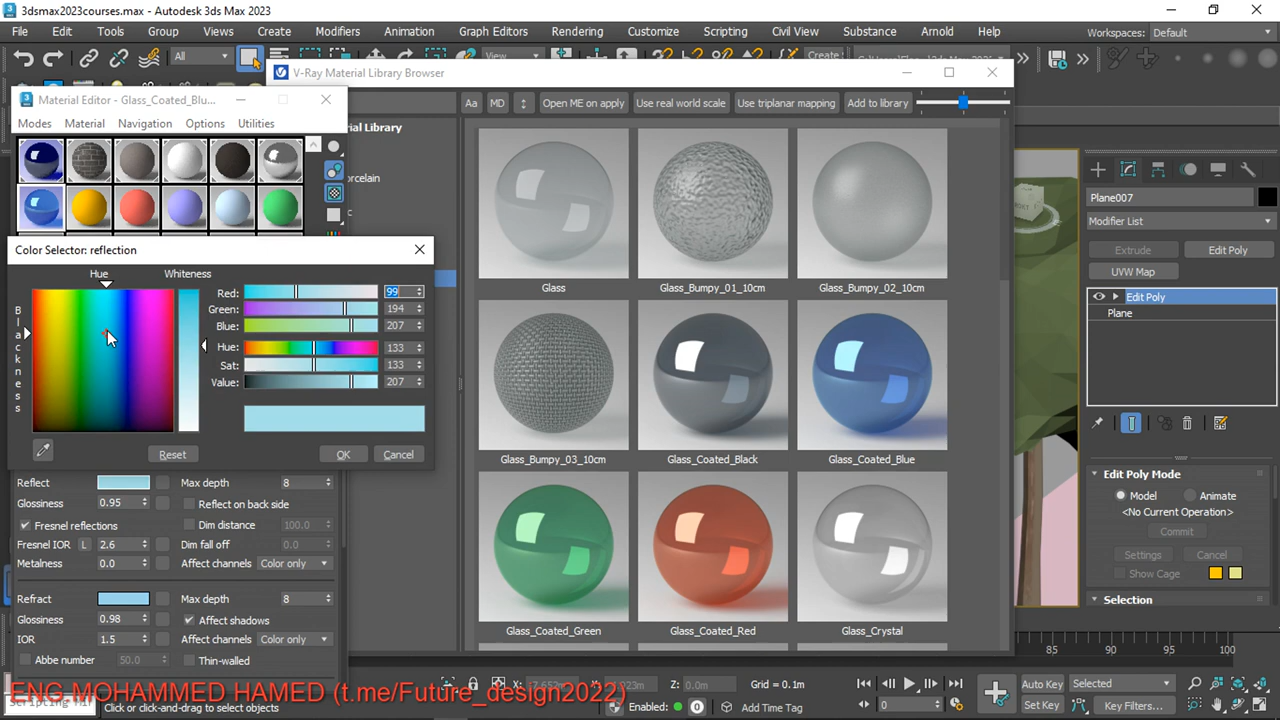 3dsmax2023courses.max - Autodesk 3ds Max 2023
File Edit Tools Group Views Create Modifiers Animation Graph Editors Rendering Customize Scripting Civil View Substance Arnold Help
Workspaces: Default
All
View
Create
V-Ray Material Library Browser
Aa MD Open ME on apply Use real world scale Use triplanar mapping Add to library
Material Editor - Glass_Coated_Blu...
Modes Material Navigation Options Utilities
Color Selector: reflection
Hue Whiteness
Blackness
Red: 99
Green: 194
Blue: 207
Hue: 133
Sat: 133
Value: 207
Reset OK Cancel
Reflect Max depth 8
Glossiness 0.95 Reflect on back side
Fresnel reflections Dim distance 100.0
Fresnel IOR L 2.6 Dim fall off 0.0
Metalness 0.0 Affect channels Color only
Refract Max depth 8
Glossiness 0.98 Affect shadows
IOR 1.5 Affect channels Color only
Abbe number 50.0 Thin-walled
Glass Glass_Bumpy_01_10cm Glass_Bumpy_02_10cm
Glass_Bumpy_03_10cm Glass_Coated_Black Glass_Coated_Blue
Glass_Coated_Green Glass_Coated_Red Glass_Crystal
Plane007
Modifier List
Extrude Edit Poly
UVW Map
Edit Poly
Plane
Edit Poly Mode
Model Animate
<No Current Operation>
Commit
Settings Cancel
Show Cage
Selection
85 90 95 100
ENG MOHAMMED HAMED (t.me/Future_design2022)
Z: 0.0m Grid = 0.1m
Click or click-and-drag to select objects
Enabled: 0 Add Time Tag
0
Auto Key Selected
Set Key Key Filters...